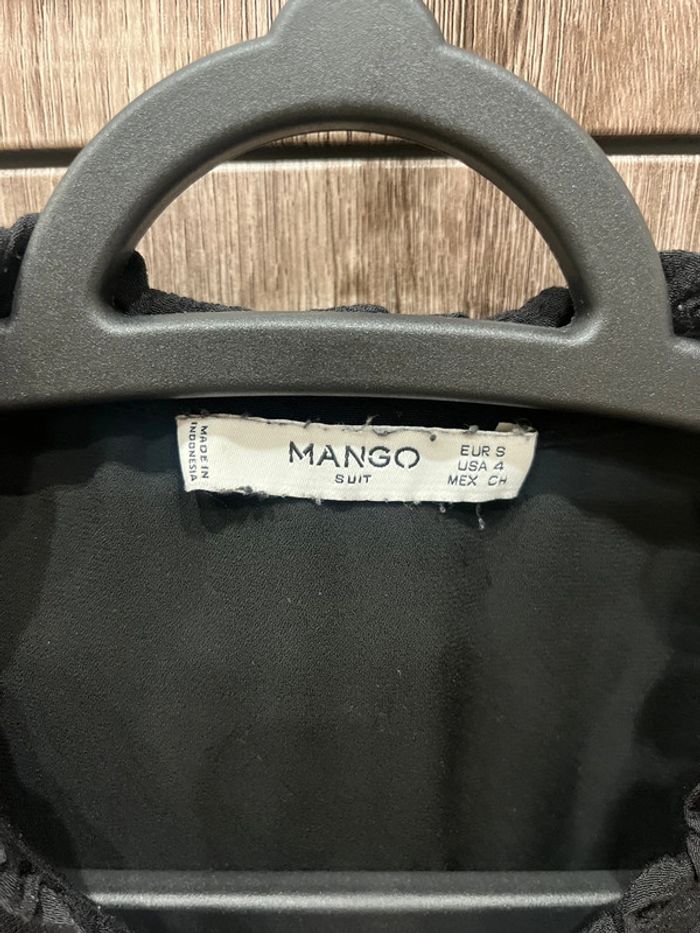 MADE IN
INDONESIA
MANGO
SUIT
EUR S
USA 4
MEX CH